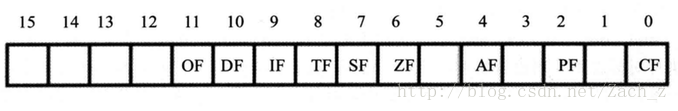 15 14 13 12 11 10 9 8 7 6 5 4 3 2 1 0
OF DF IF TF SF ZF AF PF CF
http://blog.csdn.net/Zach_z